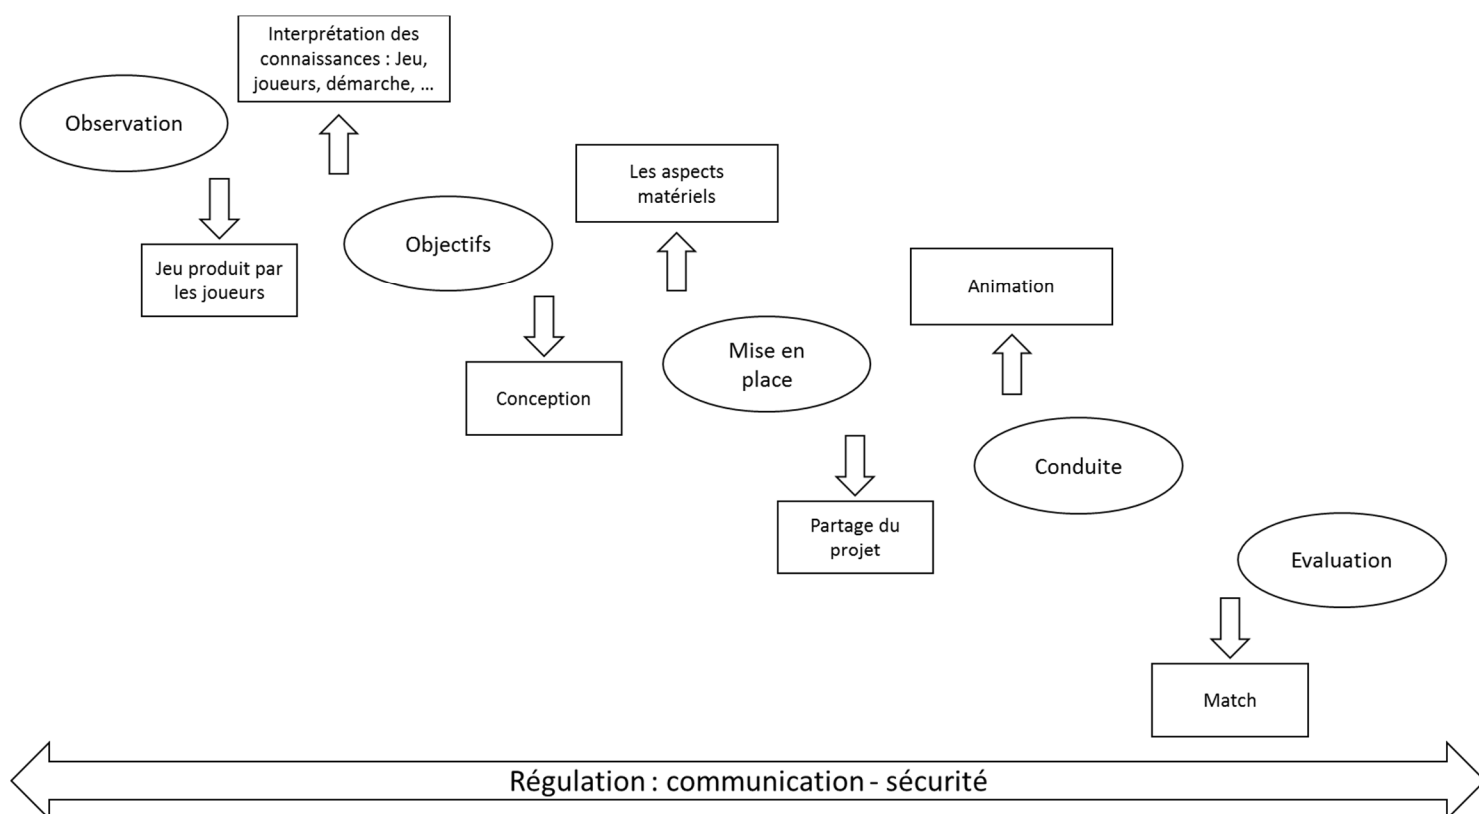 Interprétation des
connaissances : Jeu,
joueurs, démarche, ...
Observation
Jeu produit par
les joueurs
Les aspects
matériels
Objectifs
Conception
Animation
Mise en
place
Partage du
projet
Conduite
Evaluation
Match
Régulation : communication - sécurité